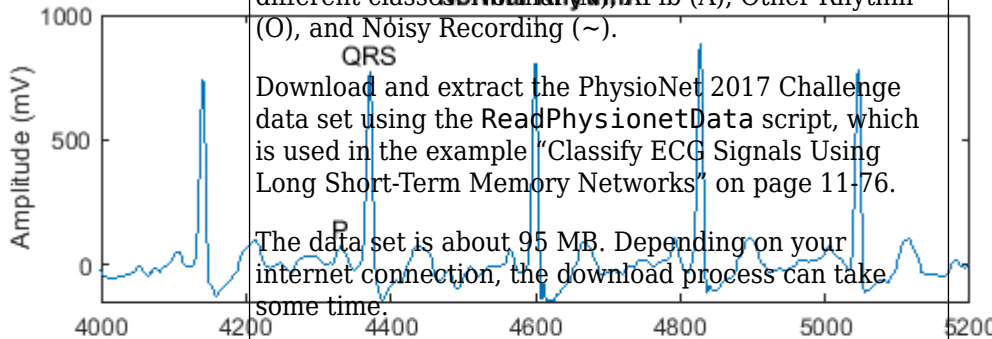 (O), and Noisy Recording (~).
Download and extract the PhysioNet 2017 Challenge
data set using the ReadPhysionetData script, which
is used in the example “Classify ECG Signals Using
Long Short-Term Memory Networks” on page 11-76.
The data set is about 95 MB. Depending on your
internet connection, the download process can take
some time.
1000
500
0
Amplitude (mV)
QRS
P
4000 4200 4400 4600 4800 5000 5200